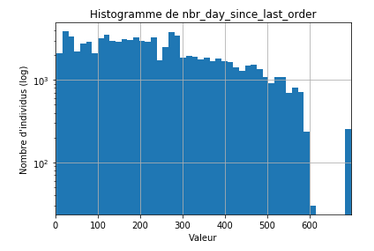 Histogramme de nbr_day_since_last_order
Nombre d'individus (log)
10³
10²
0 100 200 300 400 500 600
Valeur